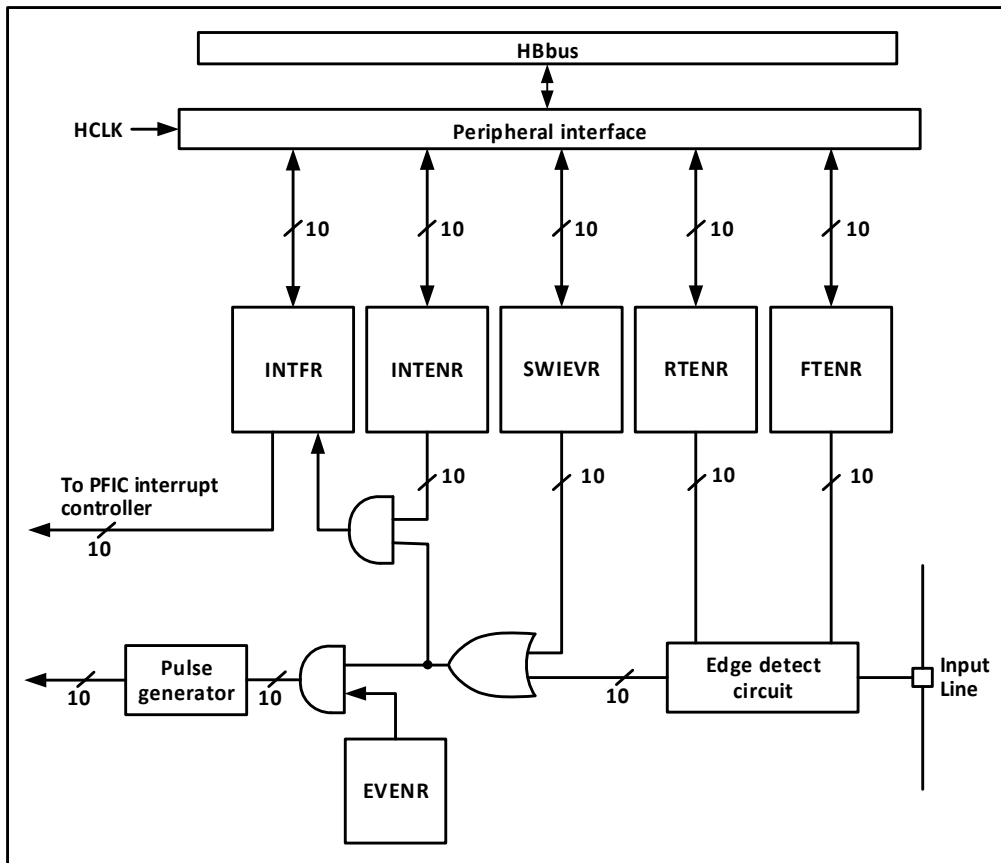 HBbus
HCLK
Peripheral interface
10
10
10
10
10
INTFR
INTENR
SWIEVR
RTENR
FTENR
To PFIC interrupt
controller
10
10
10
10
10
Pulse
generator
10
10
10
Edge detect
circuit
Input
Line
EVENR